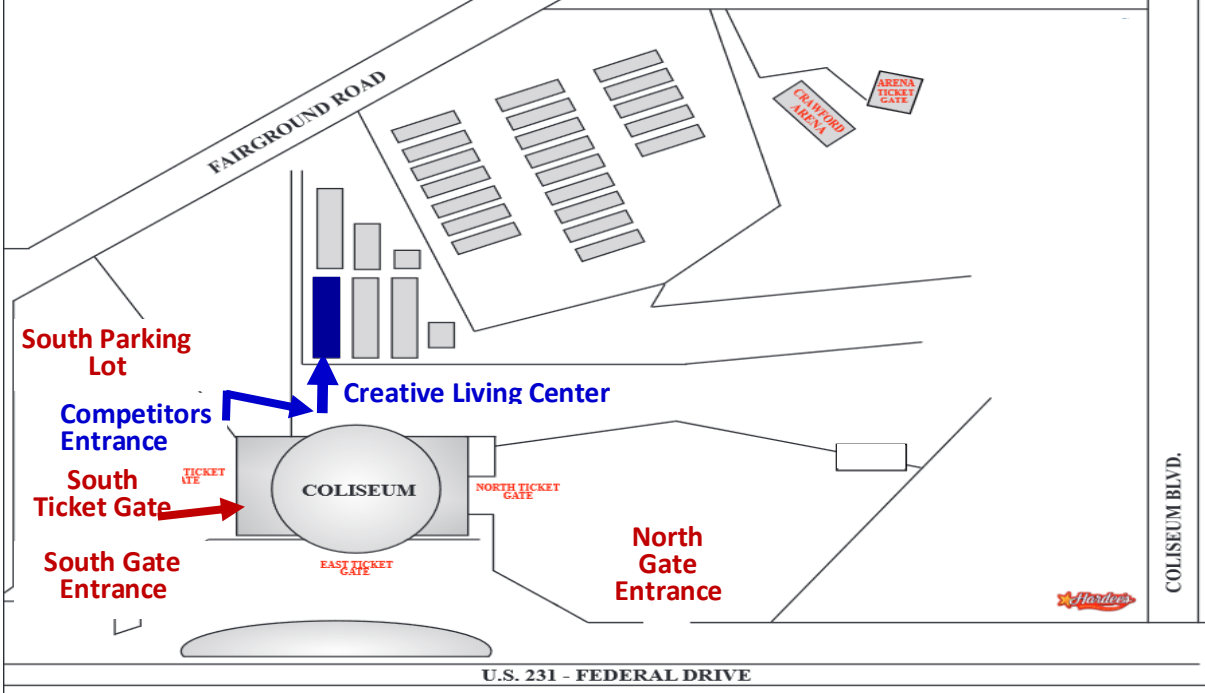 FAIRGROUND ROAD
ARENA
TICKET
GATE
CRAWFORD
ARENA
South Parking
Lot
Creative Living Center
Competitors
Entrance
TICKET
South
Ticket Gate
COLISEUM
NORTH TICKET
GATE
EAST TICKET
GATE
South Gate
Entrance
North
Gate
Entrance
Hardee's
COLISEUM BLVD.
U.S. 231 - FEDERAL DRIVE